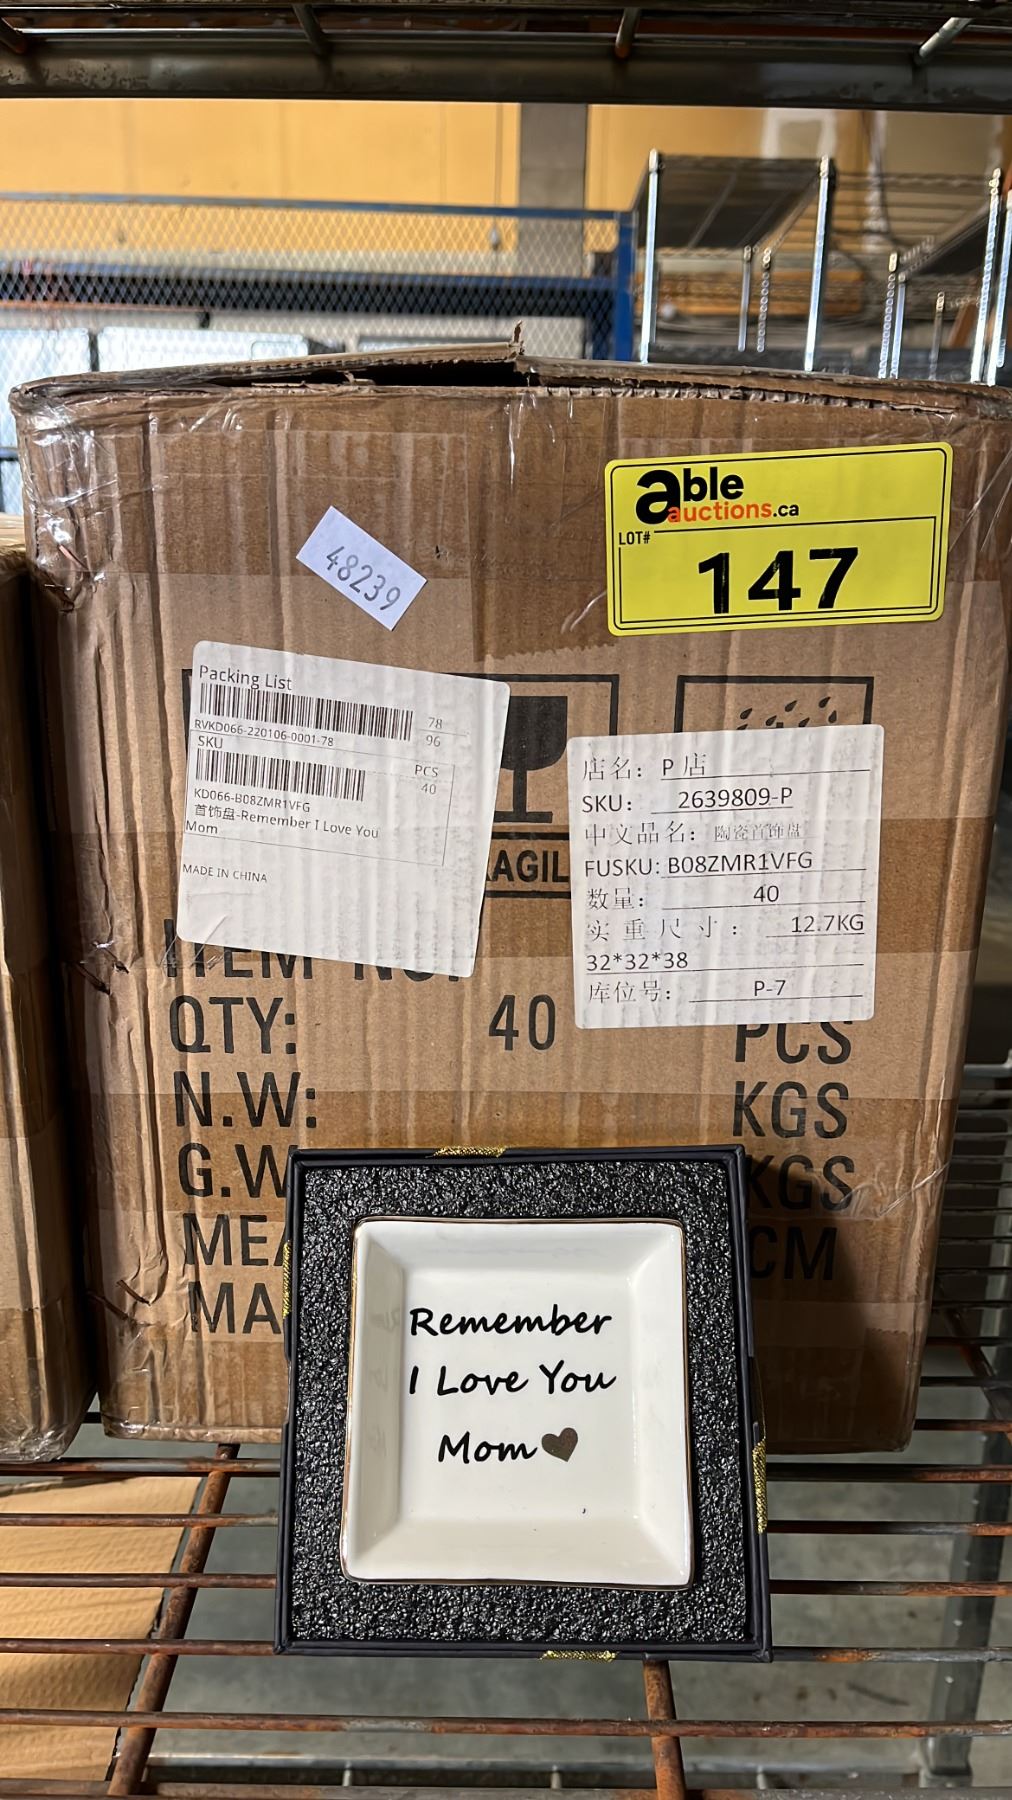 able
auctions.ca
LOT#
147
48239
Packing List
78
96
RVKD066-220106-0001-78
SKU
PCS
40
KD066-B08ZMR1VFG
首饰盘-Remember I Love You
Mom
MADE IN CHINA
店名: P 店
SKU: 2639809-P
中文品名: 陶瓷首饰盘
FUSKU: B08ZMR1VFG
数量: 40
实 重 尺 寸 : 12.7KG
32*32*38
库位号: P-7
AGIL
ITEM NO.
QTY: 40 PCS
N.W: KGS
G.W KGS
MEA CM
MA
Remember
I Love You
Mom